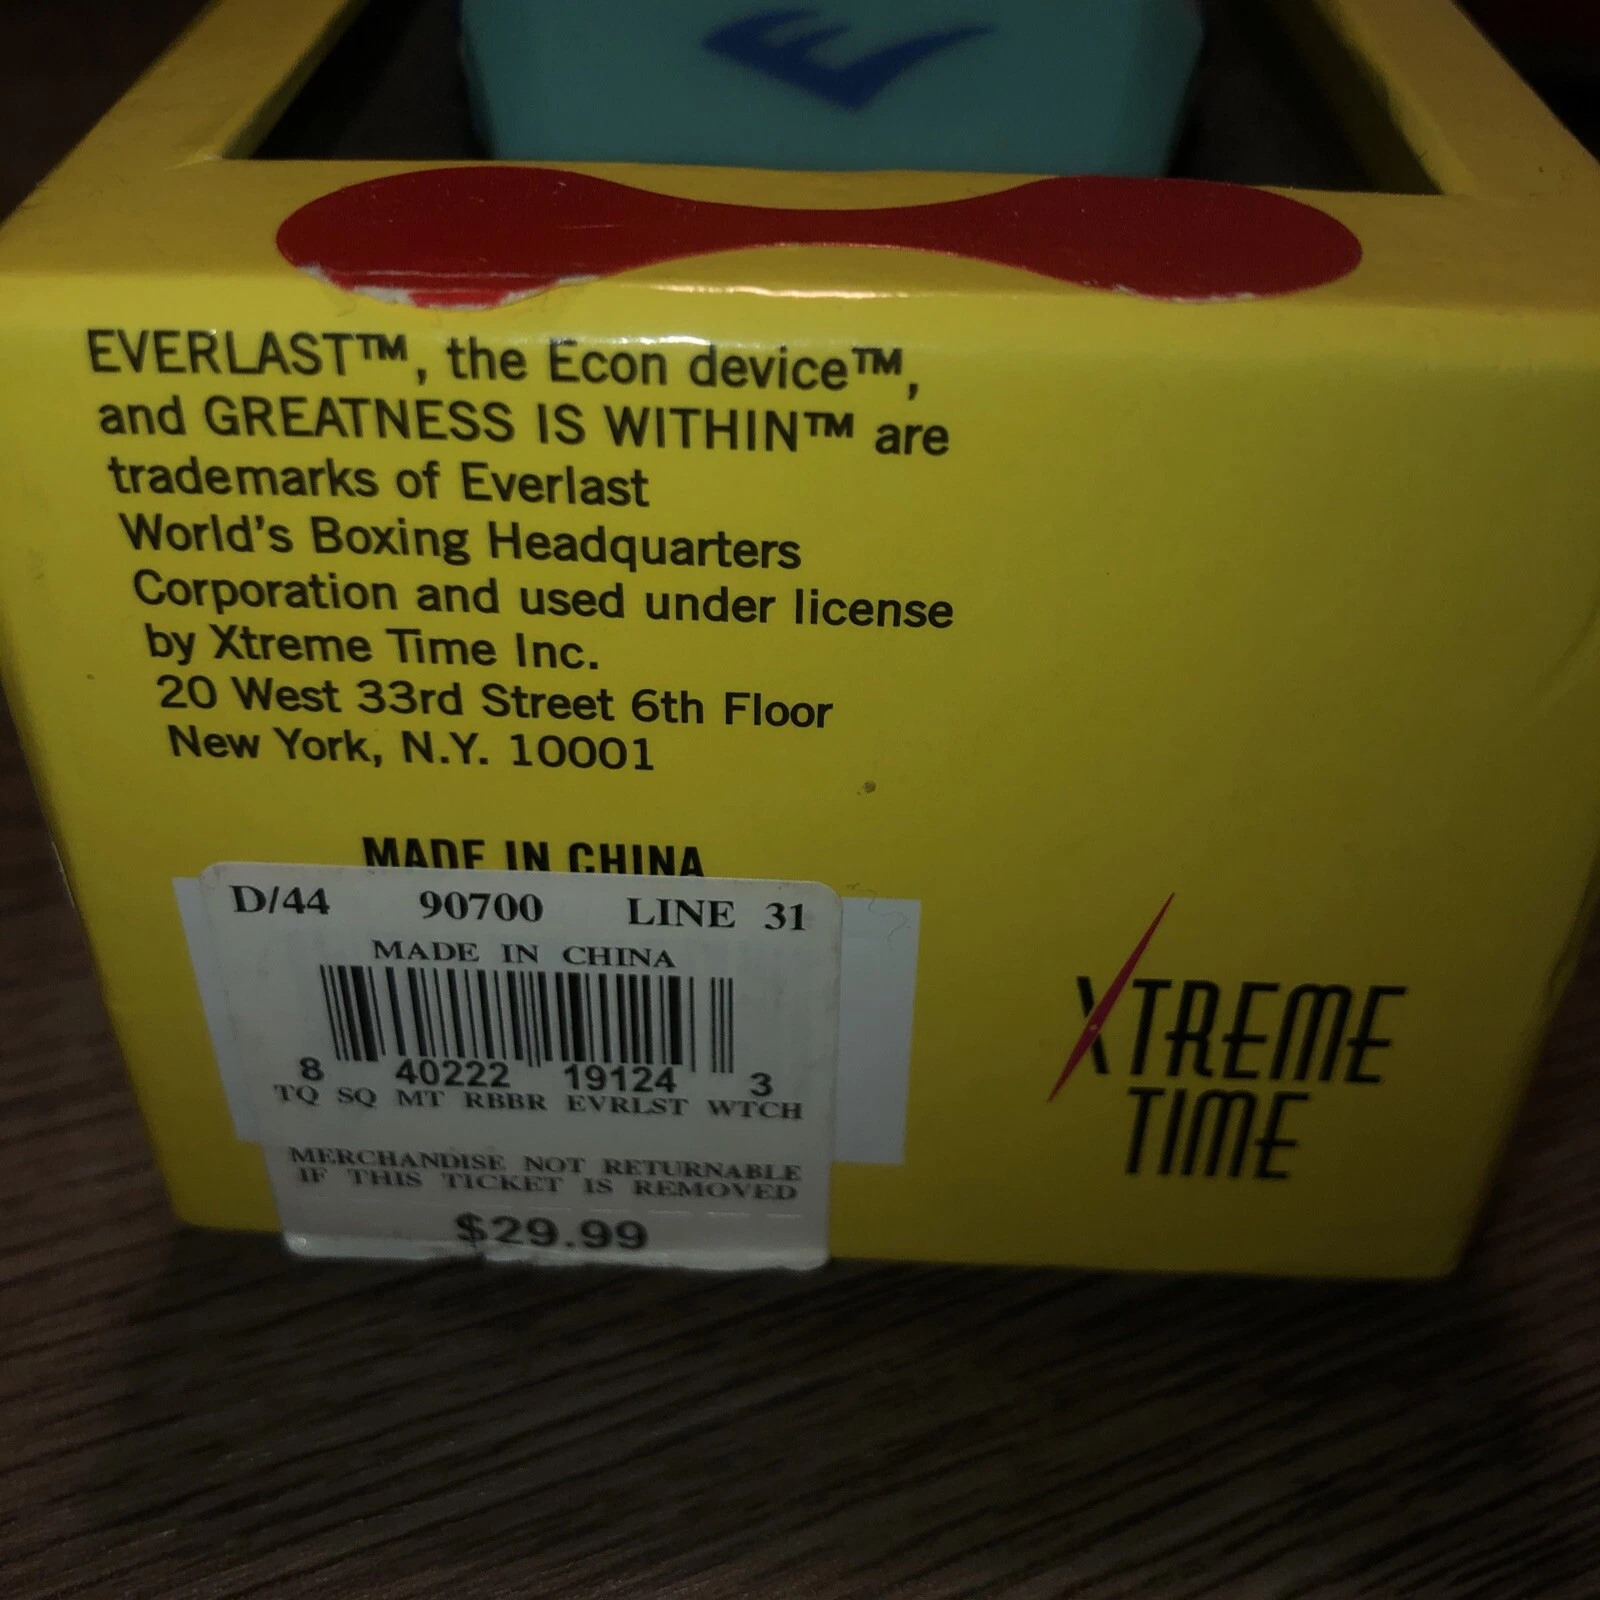 EVERLAST™, the Econ device™,
and GREATNESS IS WITHIN™ are
trademarks of Everlast
World's Boxing Headquarters
Corporation and used under license
by Xtreme Time Inc.
20 West 33rd Street 6th Floor
New York, N.Y. 10001
MADE IN CHINA
D/44 90700 LINE 31
MADE IN CHINA
8 40222 19124 3
TQ SQ MT RBBR EVRLST WTCH
MERCHANDISE NOT RETURNABLE
IF THIS TICKET IS REMOVED
$29.99
XTREME
TIME